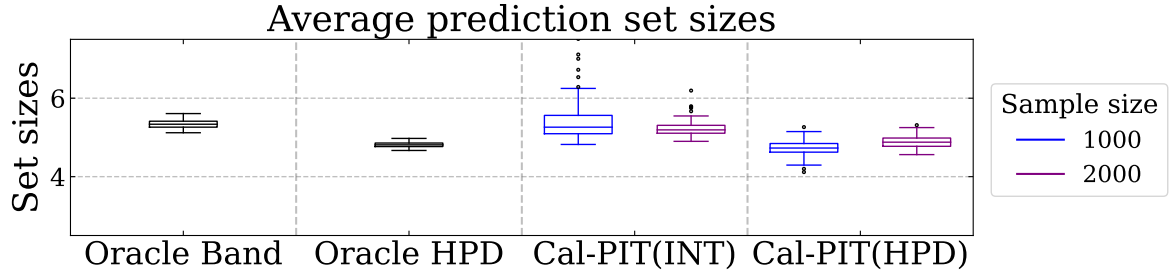 Average prediction set sizes
Set sizes
6
4
Oracle Band
Oracle HPD
Cal-PIT(INT)
Cal-PIT(HPD)
Sample size
1000
2000